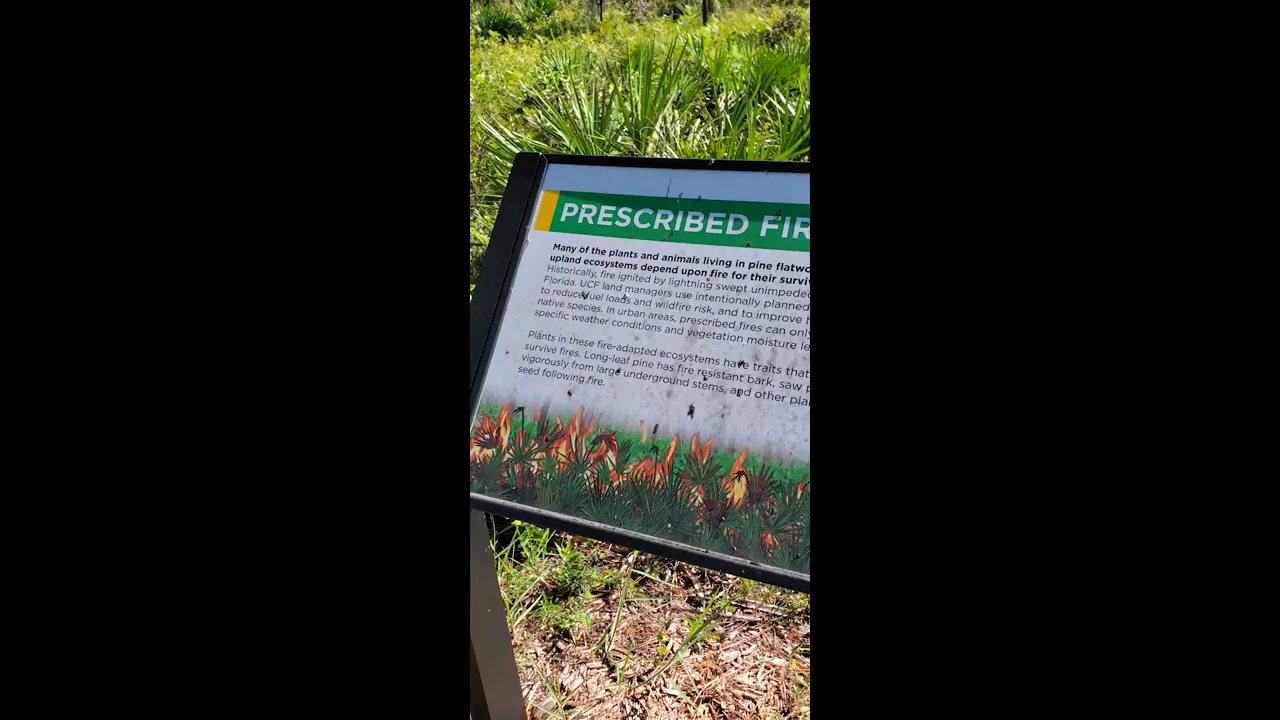 PRESCRIBED FIR
Many of the plants and animals living in pine flatwo
upland ecosystems depend upon fire for their surviv
Historically, fire ignited by lightning swept unimpeded
Florida. UCF land managers use intentionally planned
to reduce fuel loads and wildfire risk, and to improve h
native species. In urban areas, prescribed fires can only
specific weather conditions and vegetation moisture le
Plants in these fire-adapted ecosystems have traits that
survive fires. Long-leaf pine has fire resistant bark, saw p
vigorously from large underground stems, and other plan
seed following fire.